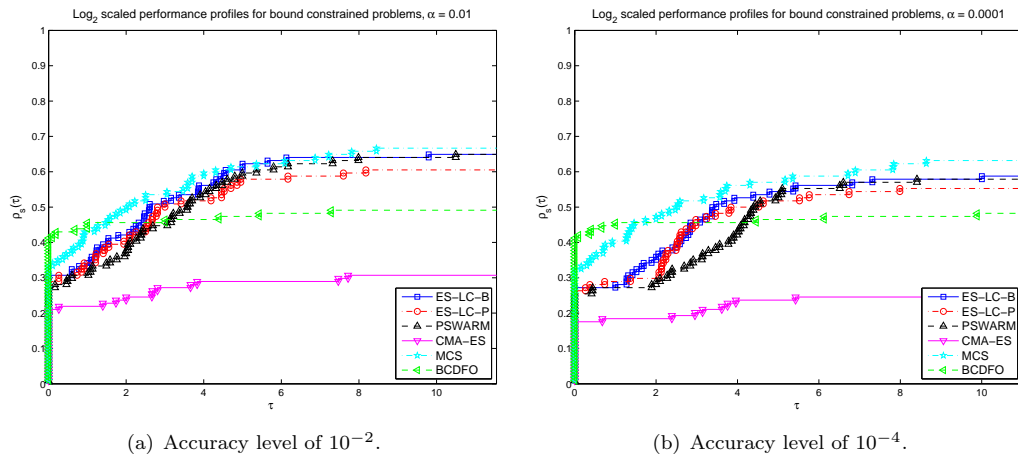 Log₂ scaled performance profiles for bound constrained problems, α = 0.01
1
0.9
0.8
0.7
0.6
0.5
0.4
0.3
0.2
0.1
0
ρₛ(τ)
0 2 4 6 8 10
τ
ES−LC−B
ES−LC−P
PSWARM
CMA−ES
MCS
BCDFO
(a) Accuracy level of 10⁻².
Log₂ scaled performance profiles for bound constrained problems, α = 0.0001
1
0.9
0.8
0.7
0.6
0.5
0.4
0.3
0.2
0.1
0
ρₛ(τ)
0 2 4 6 8 10
τ
ES−LC−B
ES−LC−P
PSWARM
CMA−ES
MCS
BCDFO
(b) Accuracy level of 10⁻⁴.